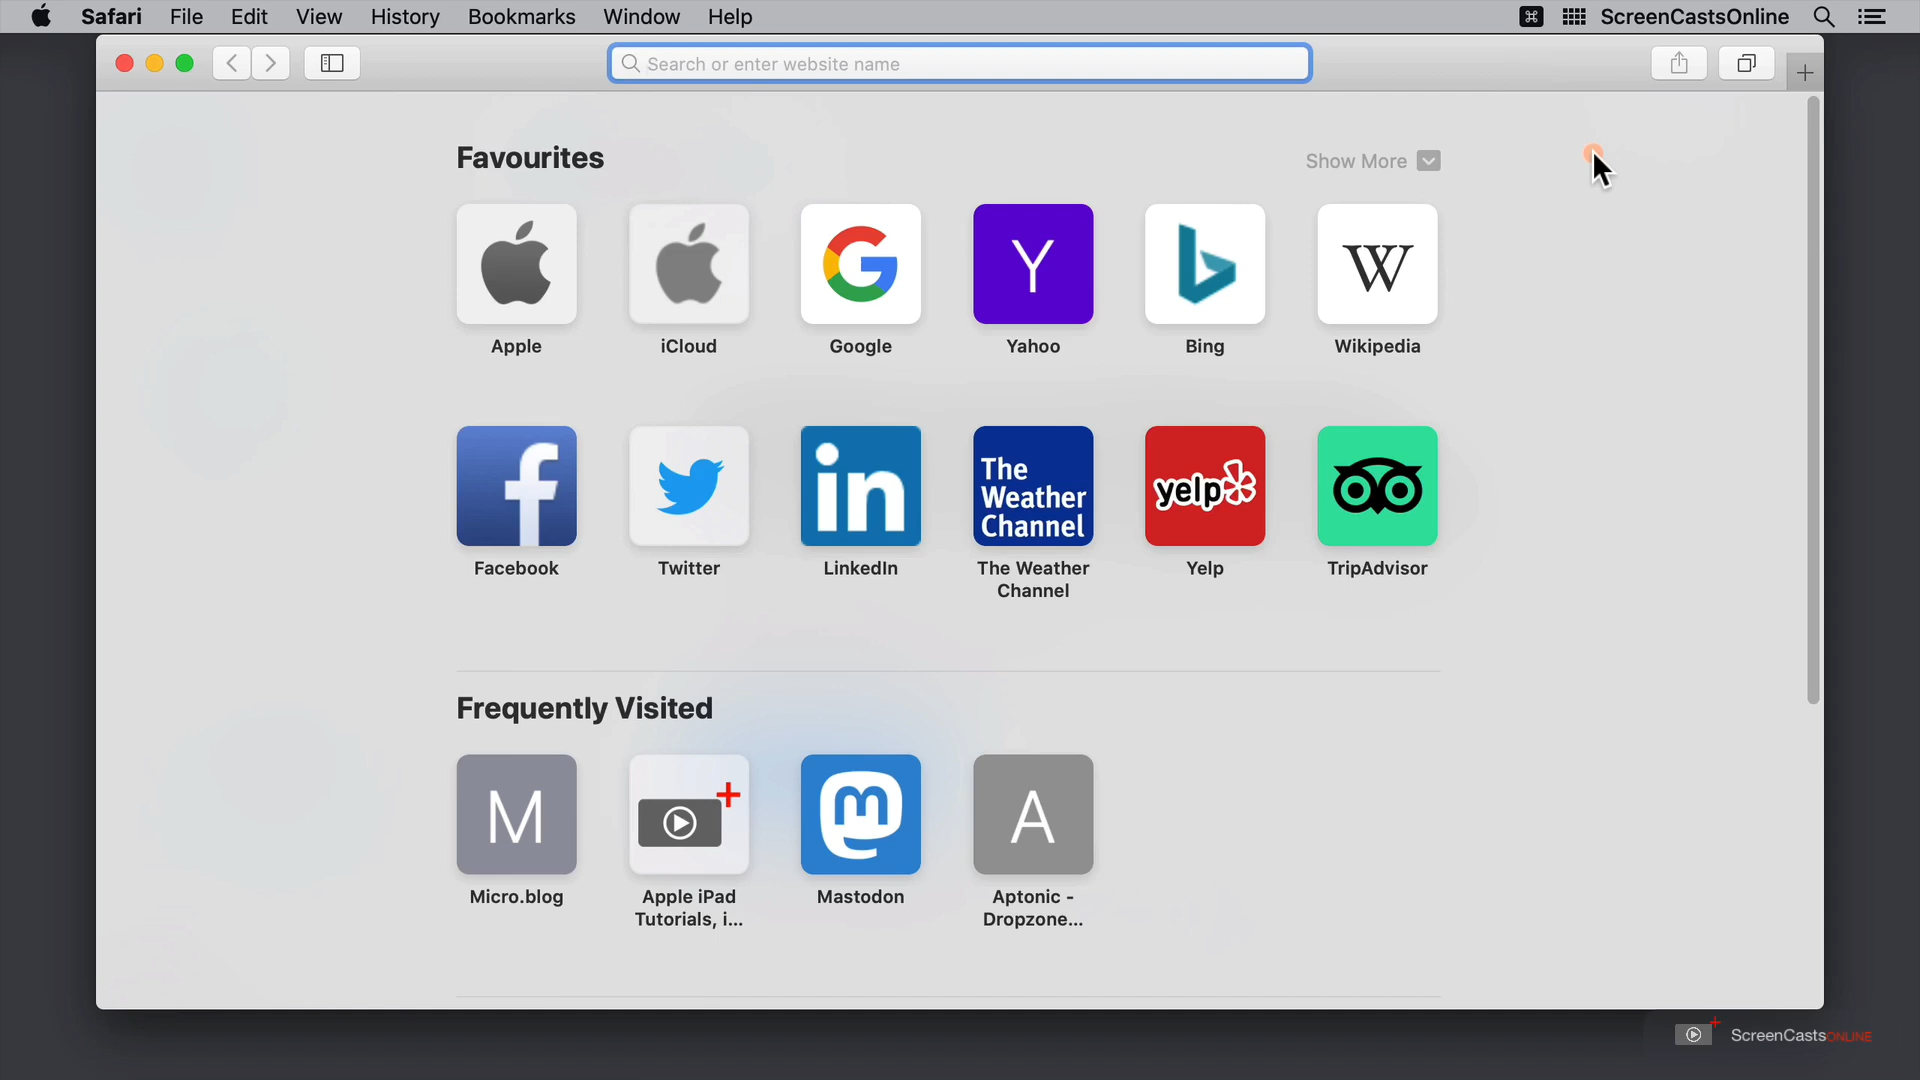 Safari File Edit View History Bookmarks Window Help ScreenCastsOnline
Search or enter website name
Favourites
Show More
G Y W
Apple iCloud Google Yahoo Bing Wikipedia
f in The Weather Channel yelp
Facebook Twitter LinkedIn The Weather Channel Yelp TripAdvisor
Frequently Visited
M m A
Micro.blog Apple iPad Tutorials, i... Mastodon Aptonic - Dropzone...
ScreenCastsONLINE